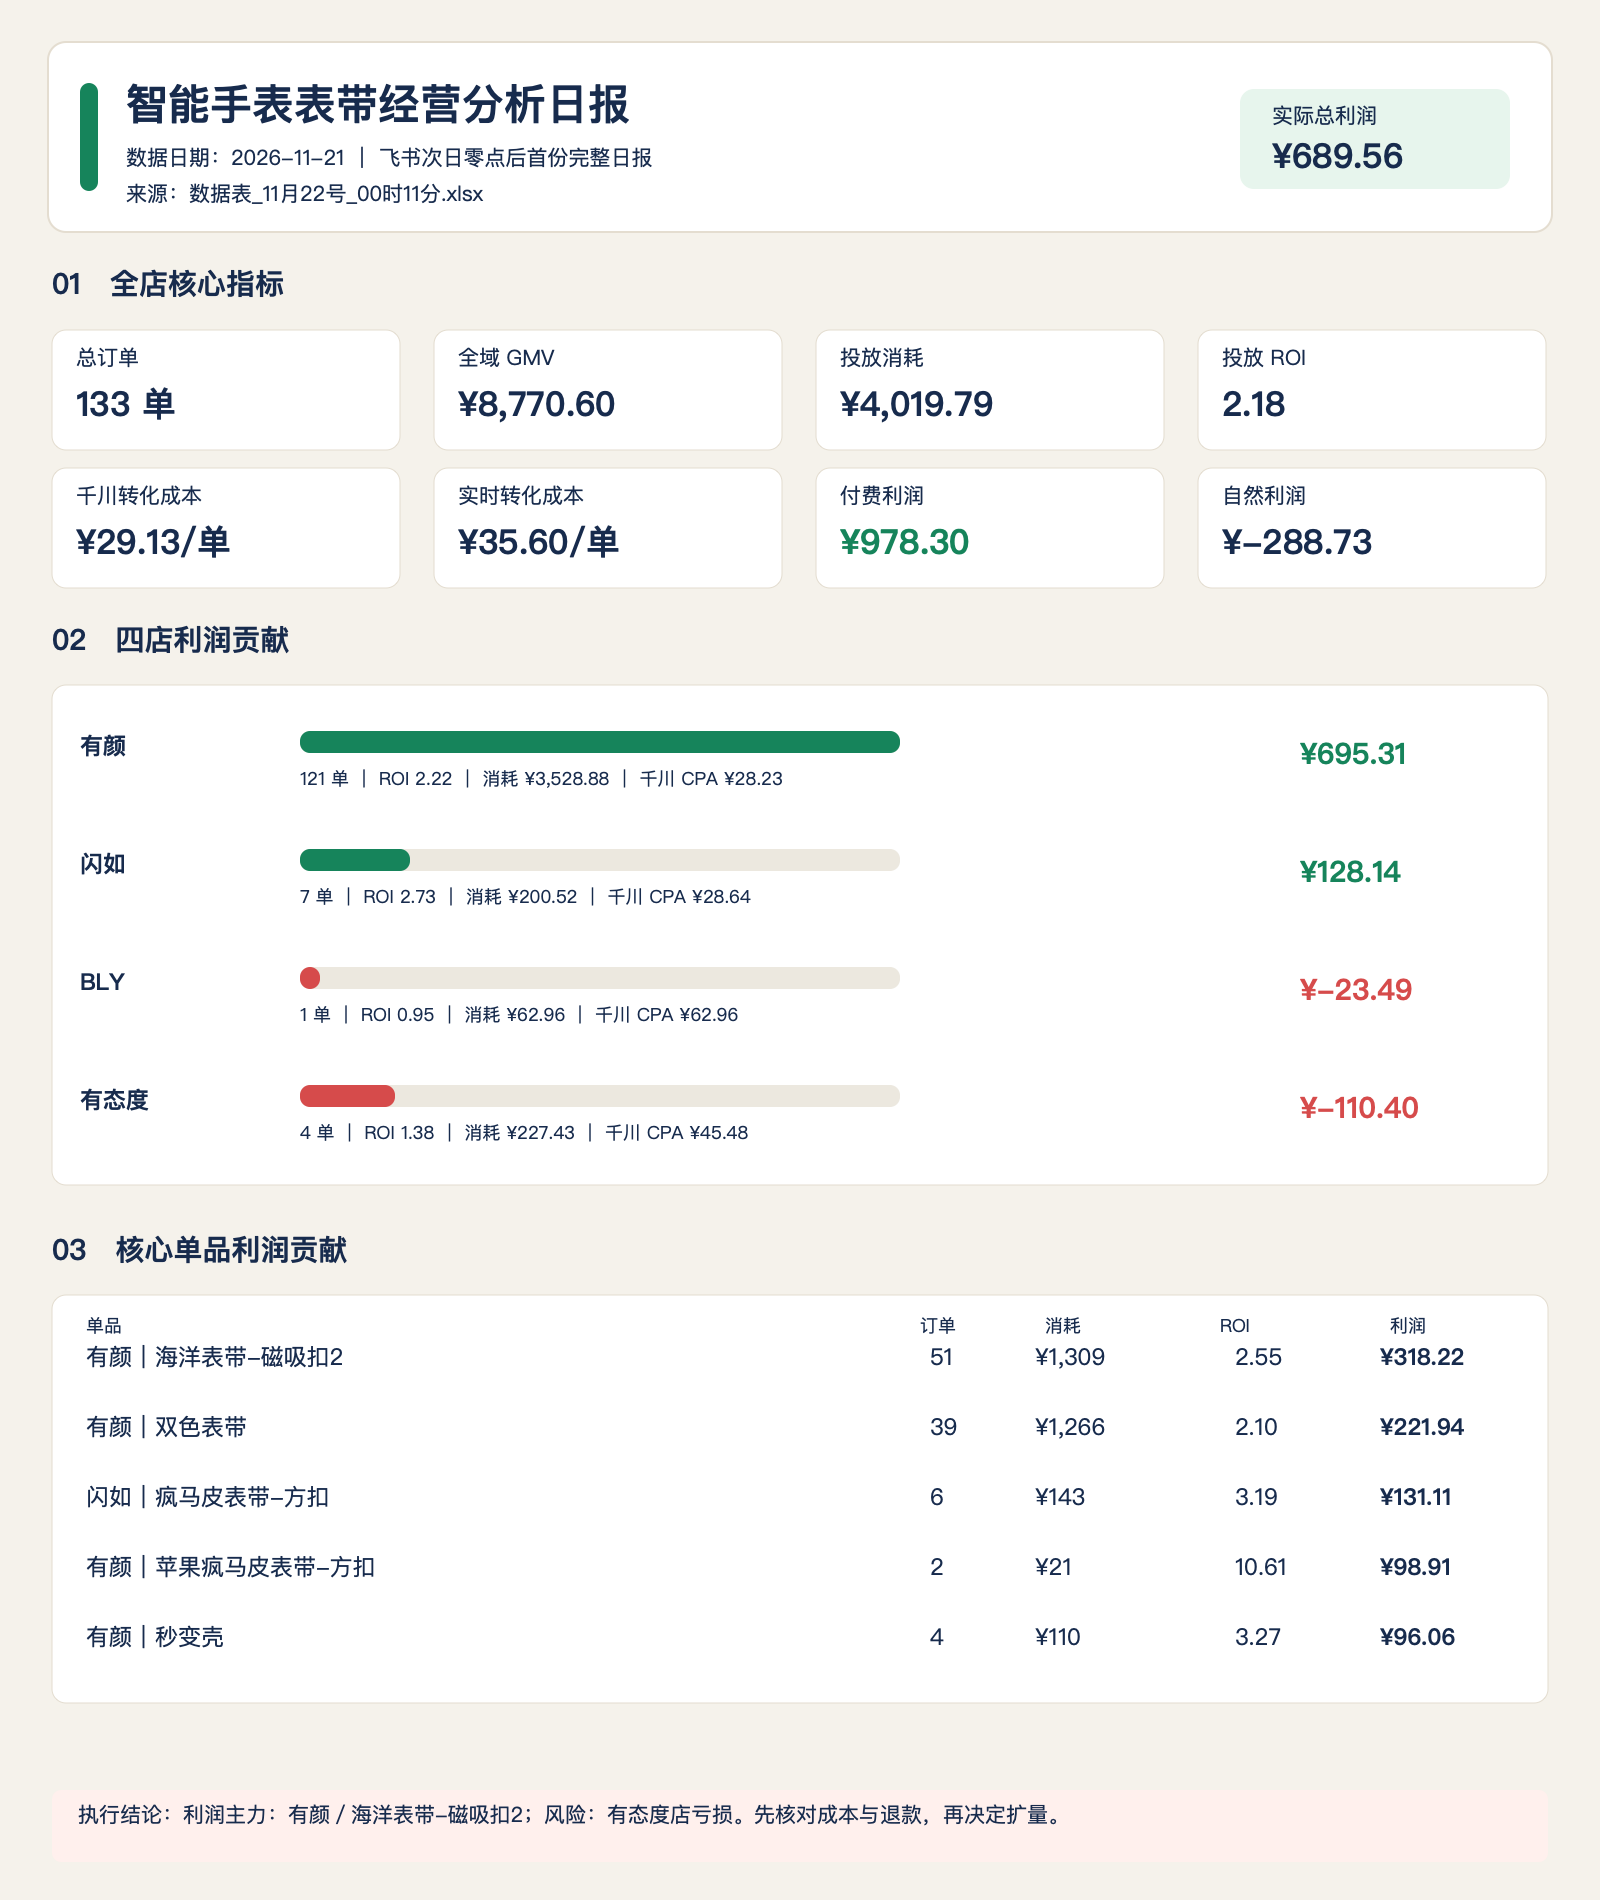 智能手表表带经营分析日报
数据日期：2026-11-21 ｜ 飞书次日零点后首份完整日报
来源：数据表_11月22号_00时11分.xlsx
实际总利润
¥689.56
01 全店核心指标
总订单
133 单
全域 GMV
¥8,770.60
投放消耗
¥4,019.79
投放 ROI
2.18
千川转化成本
¥29.13/单
实时转化成本
¥35.60/单
付费利润
¥978.30
自然利润
¥-288.73
02 四店利润贡献
有颜
¥695.31
121 单 ｜ ROI 2.22 ｜ 消耗 ¥3,528.88 ｜ 千川 CPA ¥28.23
闪如
¥128.14
7 单 ｜ ROI 2.73 ｜ 消耗 ¥200.52 ｜ 千川 CPA ¥28.64
BLY
¥-23.49
1 单 ｜ ROI 0.95 ｜ 消耗 ¥62.96 ｜ 千川 CPA ¥62.96
有态度
¥-110.40
4 单 ｜ ROI 1.38 ｜ 消耗 ¥227.43 ｜ 千川 CPA ¥45.48
03 核心单品利润贡献
单品 订单 消耗 ROI 利润
有颜｜海洋表带-磁吸扣2 51 ¥1,309 2.55 ¥318.22
有颜｜双色表带 39 ¥1,266 2.10 ¥221.94
闪如｜疯马皮表带-方扣 6 ¥143 3.19 ¥131.11
有颜｜苹果疯马皮表带-方扣 2 ¥21 10.61 ¥98.91
有颜｜秒变壳 4 ¥110 3.27 ¥96.06
执行结论：利润主力：有颜 / 海洋表带-磁吸扣2；风险：有态度店亏损。先核对成本与退款，再决定扩量。